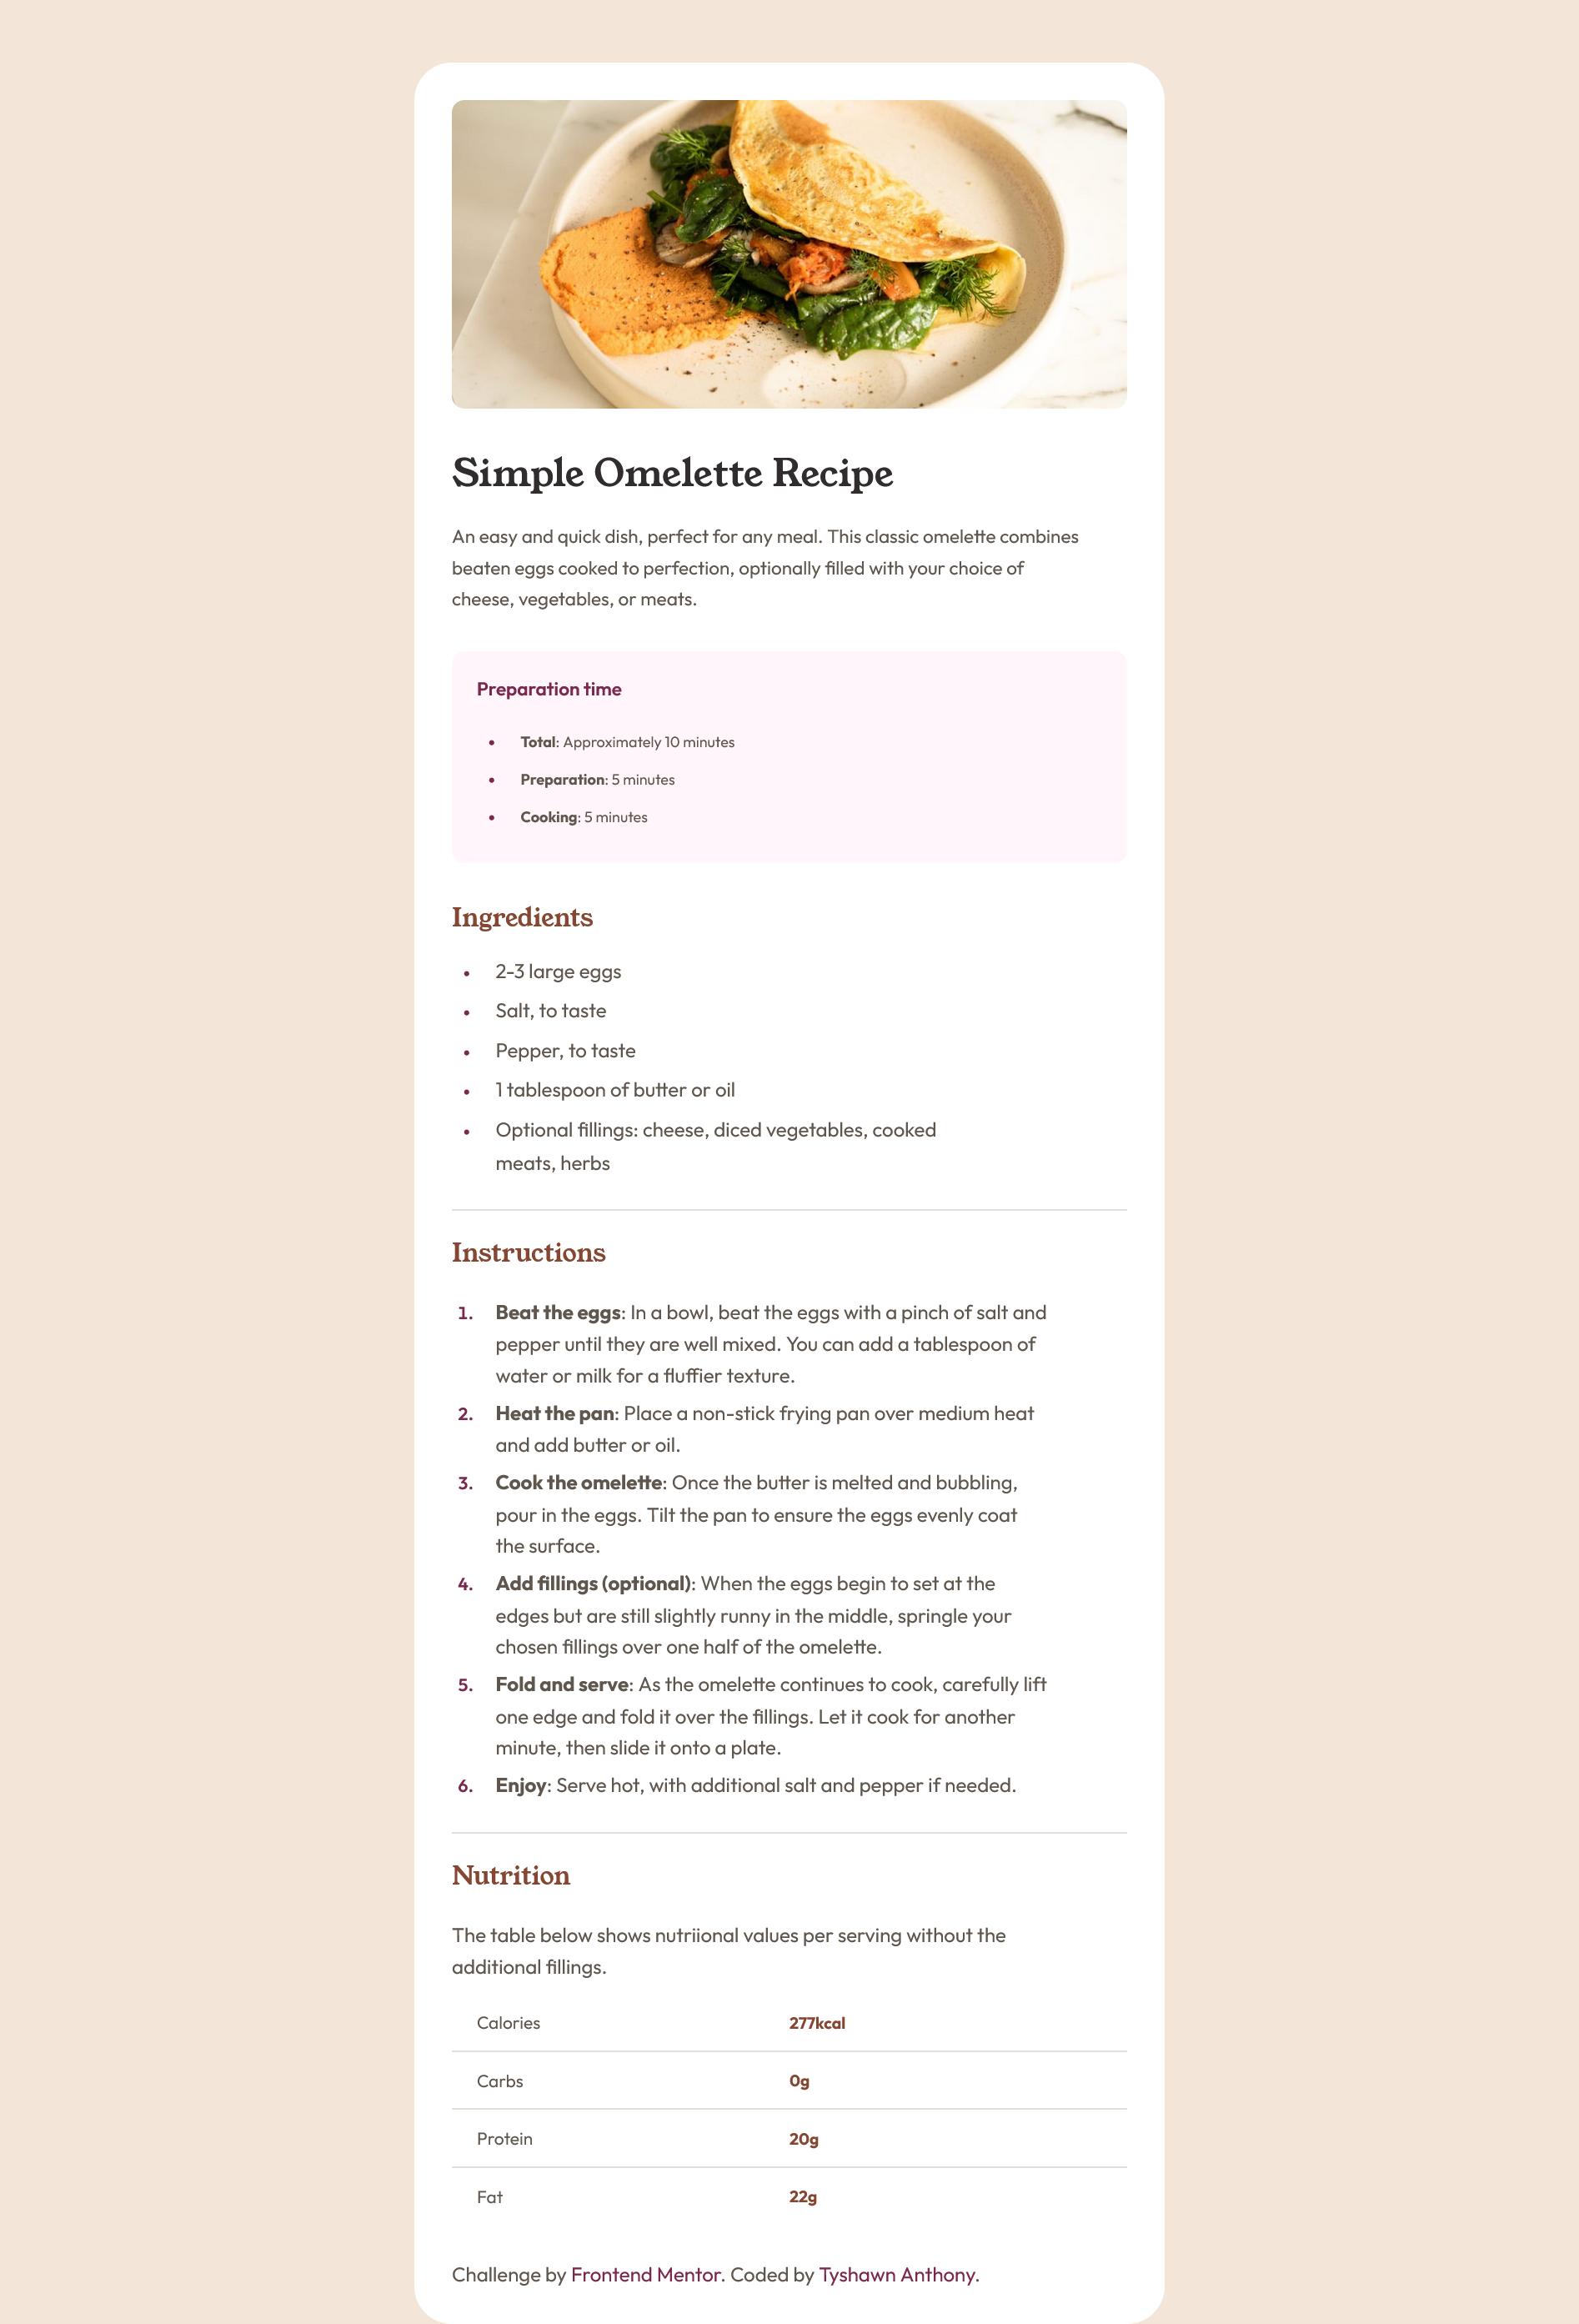 Simple Omelette Recipe
An easy and quick dish, perfect for any meal. This classic omelette combines
beaten eggs cooked to perfection, optionally filled with your choice of
cheese, vegetables, or meats.
Preparation time
• Total: Approximately 10 minutes
• Preparation: 5 minutes
• Cooking: 5 minutes
Ingredients
• 2-3 large eggs
• Salt, to taste
• Pepper, to taste
• 1 tablespoon of butter or oil
• Optional fillings: cheese, diced vegetables, cooked
meats, herbs
Instructions
1. Beat the eggs: In a bowl, beat the eggs with a pinch of salt and
pepper until they are well mixed. You can add a tablespoon of
water or milk for a fluffier texture.
2. Heat the pan: Place a non-stick frying pan over medium heat
and add butter or oil.
3. Cook the omelette: Once the butter is melted and bubbling,
pour in the eggs. Tilt the pan to ensure the eggs evenly coat
the surface.
4. Add fillings (optional): When the eggs begin to set at the
edges but are still slightly runny in the middle, springle your
chosen fillings over one half of the omelette.
5. Fold and serve: As the omelette continues to cook, carefully lift
one edge and fold it over the fillings. Let it cook for another
minute, then slide it onto a plate.
6. Enjoy: Serve hot, with additional salt and pepper if needed.
Nutrition
The table below shows nutriional values per serving without the
additional fillings.
Calories 277kcal
Carbs 0g
Protein 20g
Fat 22g
Challenge by Frontend Mentor. Coded by Tyshawn Anthony.